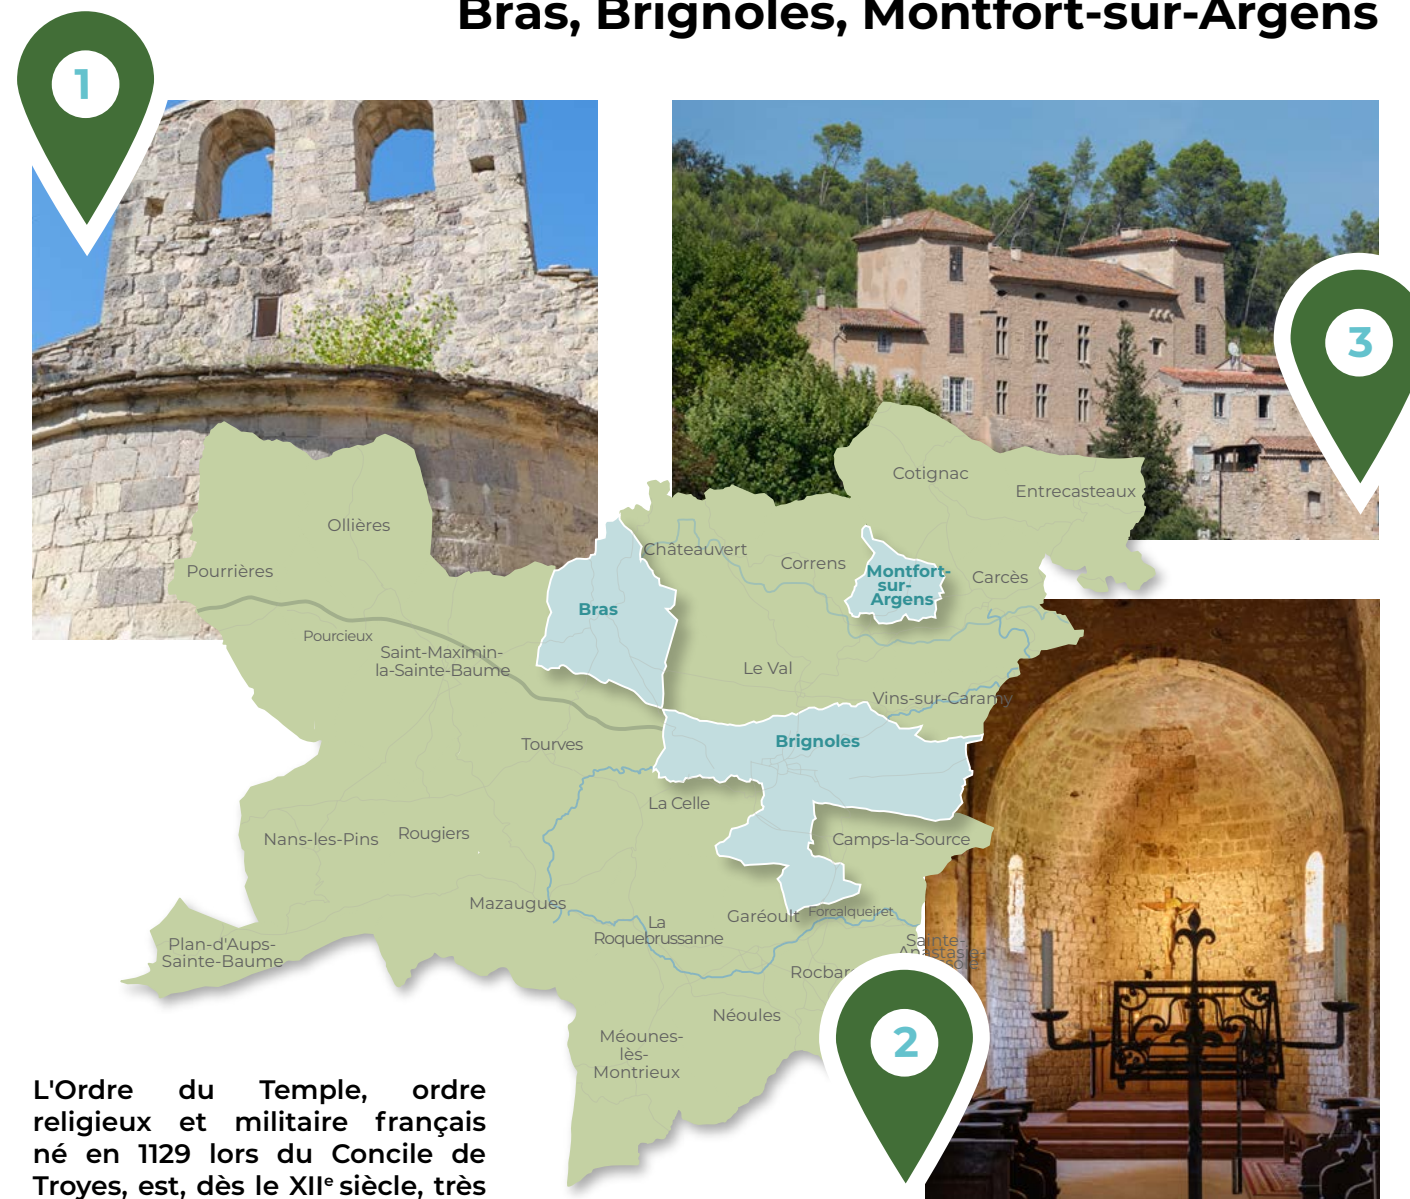 Bras, Brignoles, Montfort-sur-Argens
1
3
Cotignac
Entrecasteaux
Ollières
Châteauvert
Correns
Montfort-
sur-
Argens
Carcès
Pourrières
Bras
Pourcieux
Saint-Maximin-
la-Sainte-Baume
Le Val
Vins-sur-Caramy
Tourves
Brignoles
La Celle
Nans-les-Pins
Rougiers
Camps-la-Source
Mazaugues
Garéoult
Forcalqueiret
La
Roquebrussanne
Plan-d'Aups-
Sainte-Baume
Sainte-
Rocbar
Néoules
Méounes-
lès-
Montrieux
2
L'Ordre du Temple, ordre
religieux et militaire français
né en 1129 lors du Concile de
Troyes, est, dès le XIIe siècle, très